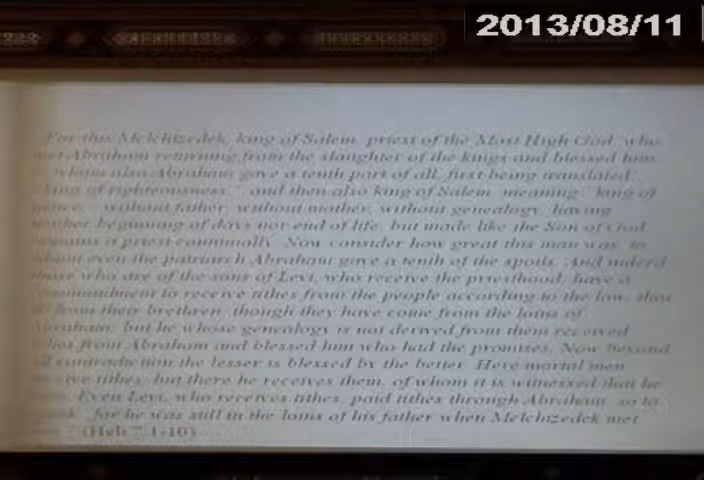 2013/08/11
For this Melchizedek, king of Salem, priest of the Most High God, who
met Abraham returning from the slaughter of the kings and blessed him,
to whom also Abraham gave a tenth part of all, first being translated
"king of righteousness," and then also king of Salem, meaning "king of
peace," without father, without mother, without genealogy, having
neither beginning of days nor end of life, but made like the Son of God,
remains a priest continually. Now consider how great this man was, to
whom even the patriarch Abraham gave a tenth of the spoils. And indeed
those who are of the sons of Levi, who receive the priesthood, have a
commandment to receive tithes from the people according to the law, that
is, from their brethren, though they have come from the loins of
Abraham; but he whose genealogy is not derived from them received
tithes from Abraham and blessed him who had the promises. Now beyond
all contradiction the lesser is blessed by the better. Here mortal men
receive tithes, but there he receives them, of whom it is witnessed that he
Even Levi, who receives tithes, paid tithes through Abraham, so to
for he was still in the loins of his father when Melchizedek met
(Heb 7:1-10)